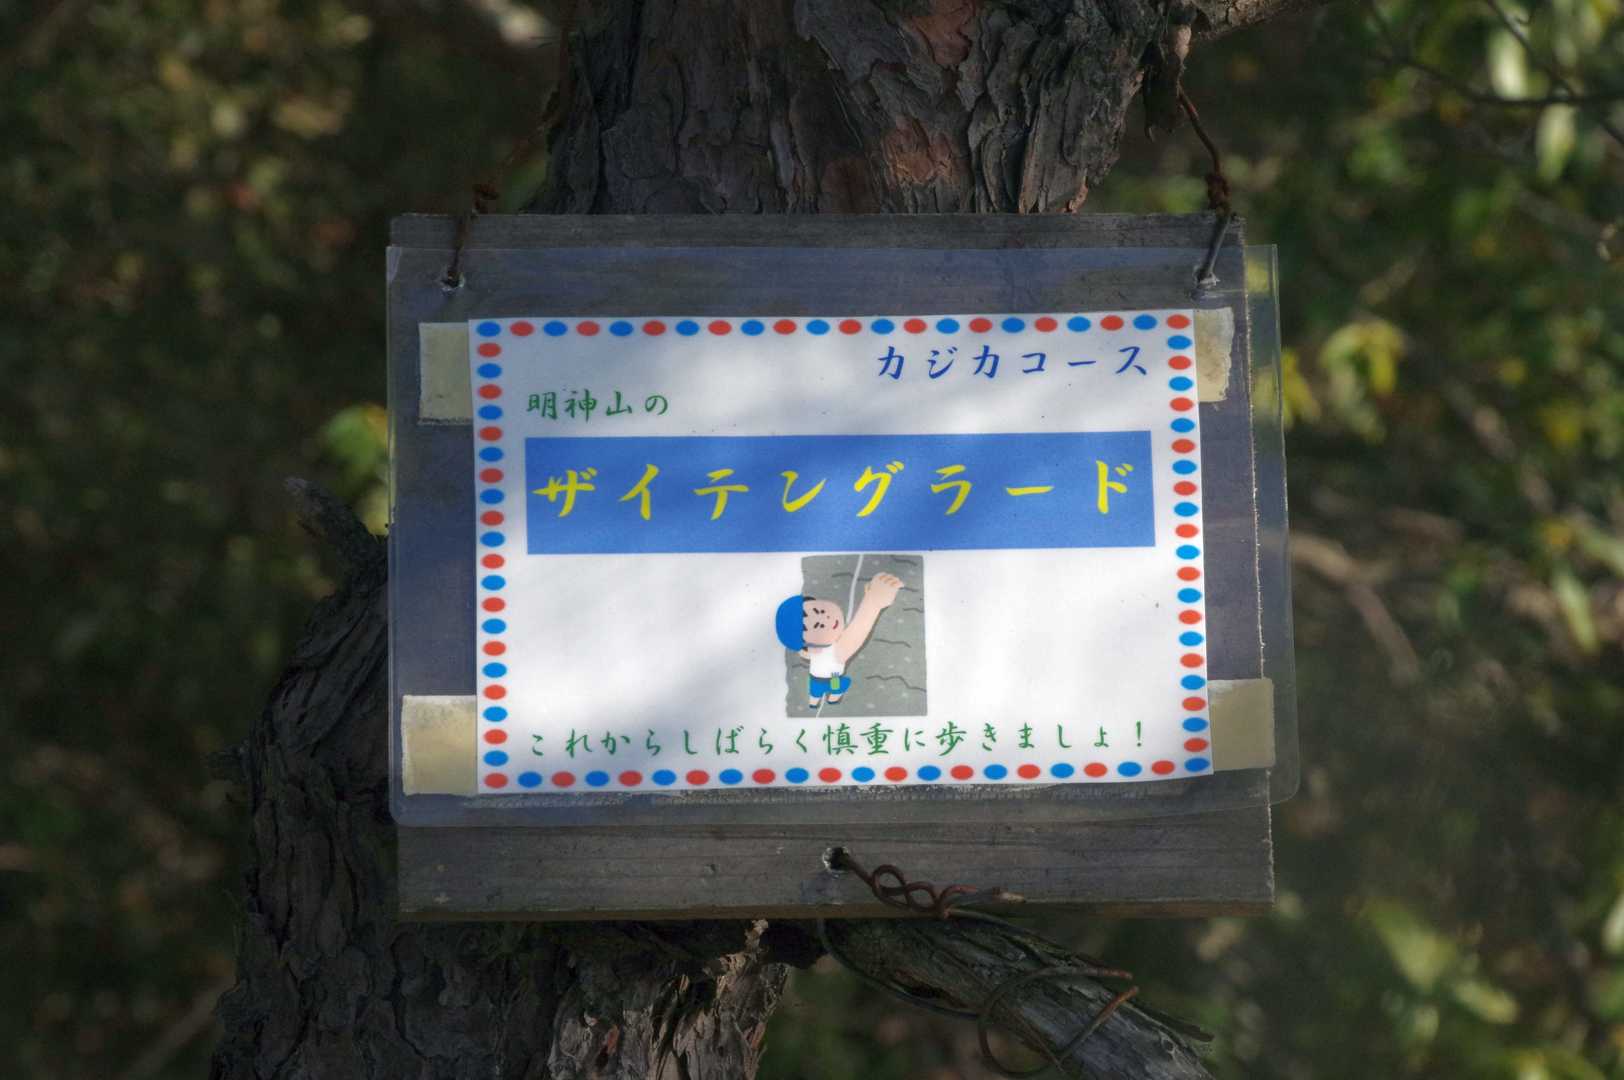 カジカコース
明神山の
ザイテングラード
これからしばらく慎重に歩きましょ！